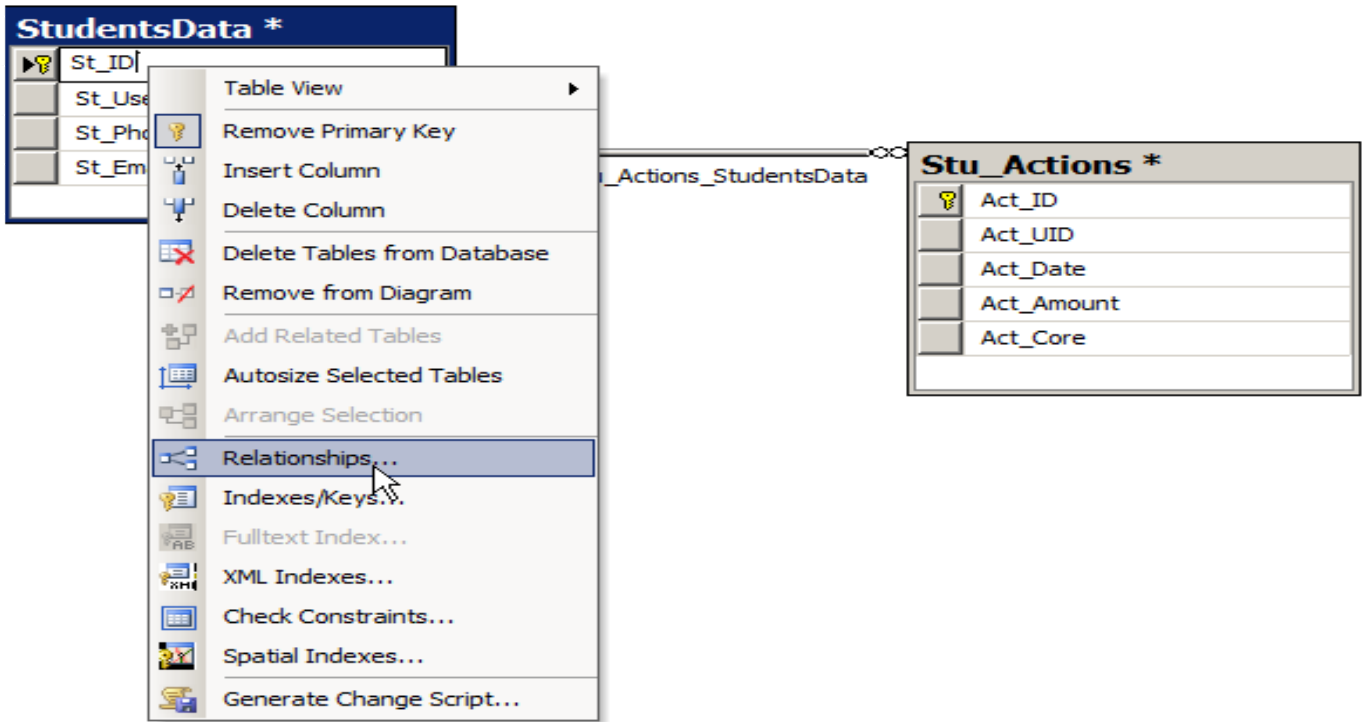 StudentsData *
St_ID
St_Use
St_Pho
St_Em
Table View
Remove Primary Key
Insert Column
Delete Column
Delete Tables from Database
Remove from Diagram
Add Related Tables
Autosize Selected Tables
Arrange Selection
Relationships...
Indexes/Keys...
Fulltext Index...
XML Indexes...
Check Constraints...
Spatial Indexes...
Generate Change Script...
_Actions_StudentsData
Stu_Actions *
Act_ID
Act_UID
Act_Date
Act_Amount
Act_Core